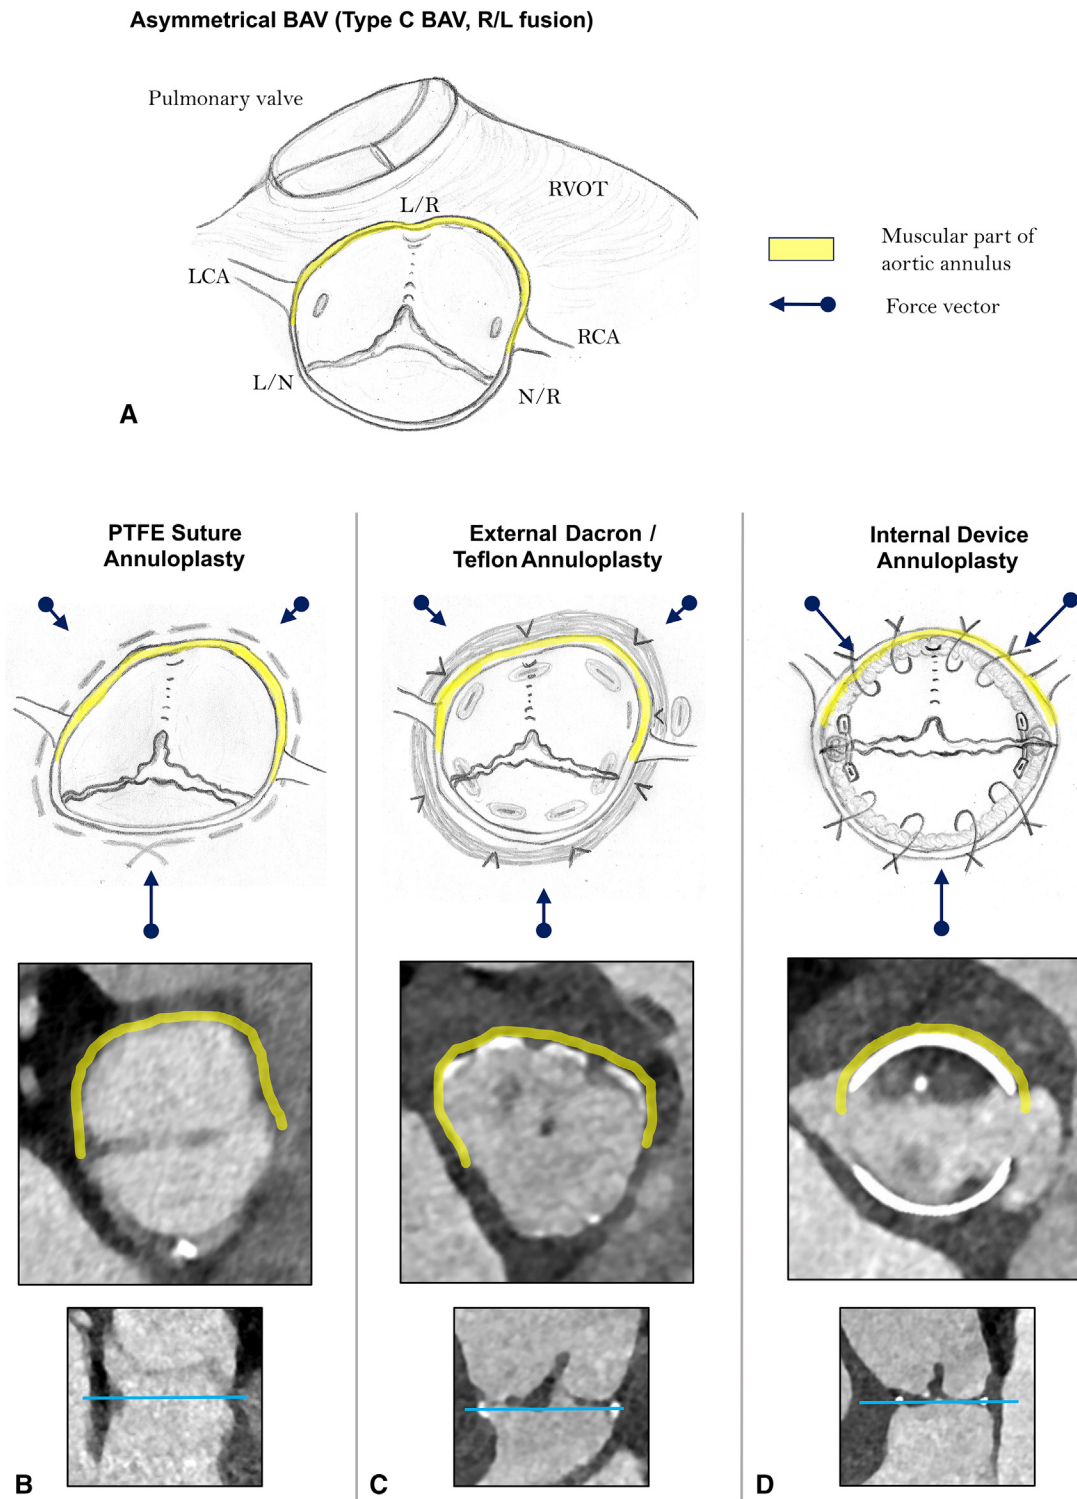 Asymmetrical BAV (Type C BAV, R/L fusion)
Pulmonary valve
RVOT
L/R
LCA
RCA
L/N
N/R
A
Muscular part of
aortic annulus
Force vector
PTFE Suture
Annuloplasty
External Dacron /
Teflon Annuloplasty
Internal Device
Annuloplasty
B
C
D